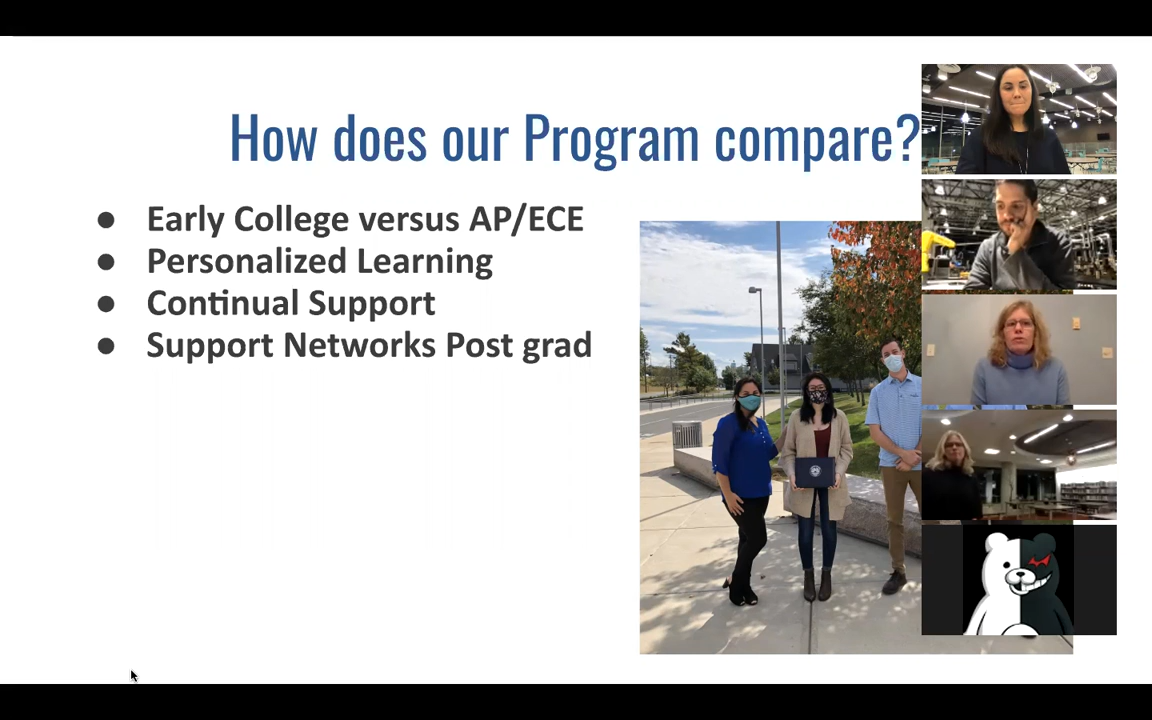 How does our Program compare?
● Early College versus AP/ECE
● Personalized Learning
● Continual Support
● Support Networks Post grad